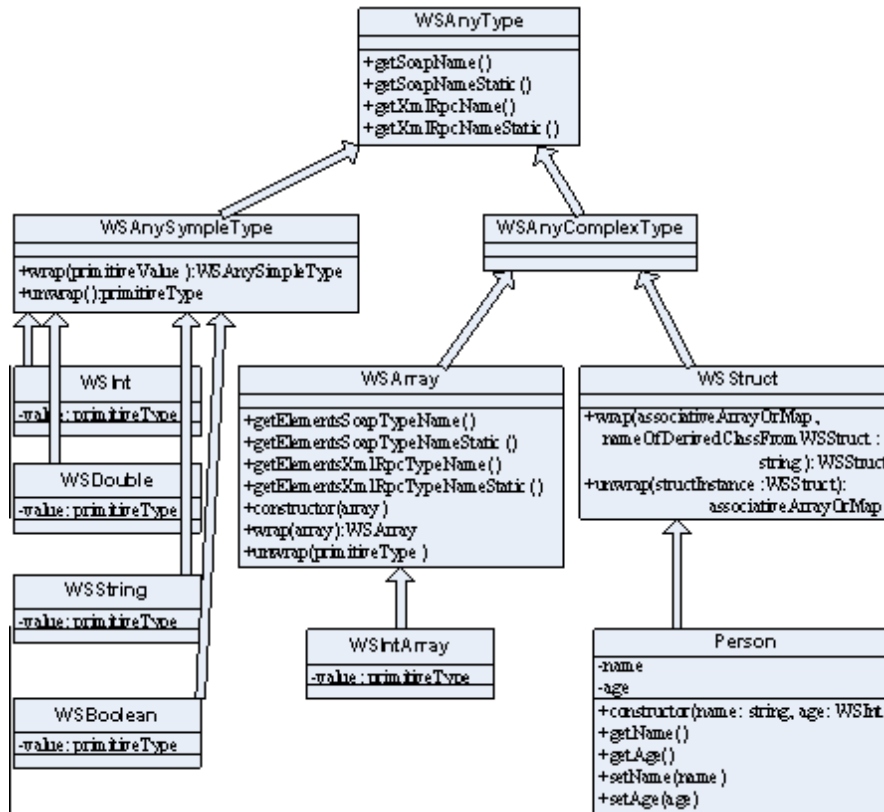 WSAnyType
+getSoapName()
+getSoapNameStatic()
+getXmlRpcName()
+getXmlRpcNameStatic()
WSAnySympleType
+wrap(primitiveValue):WSAnySimpleType
+unwrap():primitiveType
WSAnyComplexType
WSInt
-value: primitiveType
WSDouble
-value: primitiveType
WSString
-value: primitiveType
WSBoolean
-value: primitiveType
WSArray
+getElementsSoapTypeName()
+getElementsSoapTypeNameStatic()
+getElementsXmlRpcTypeName()
+getElementsXmlRpcTypeNameStatic()
+constructor(array)
+wrap(array):WSArray
+unwrap(primitiveType)
WSIntArray
-value: primitiveType
WSStruct
+wrap(associativeArrayOrMap,
nameOfDerivedClassFromWSStruct:
string): WSStruct
+unwrap(structInstance:WSStruct):
associativeArrayOrMap
Person
-name
-age
+constructor(name: string, age: WSInt
+getName()
+getAge()
+setName(name)
+setAge(age)